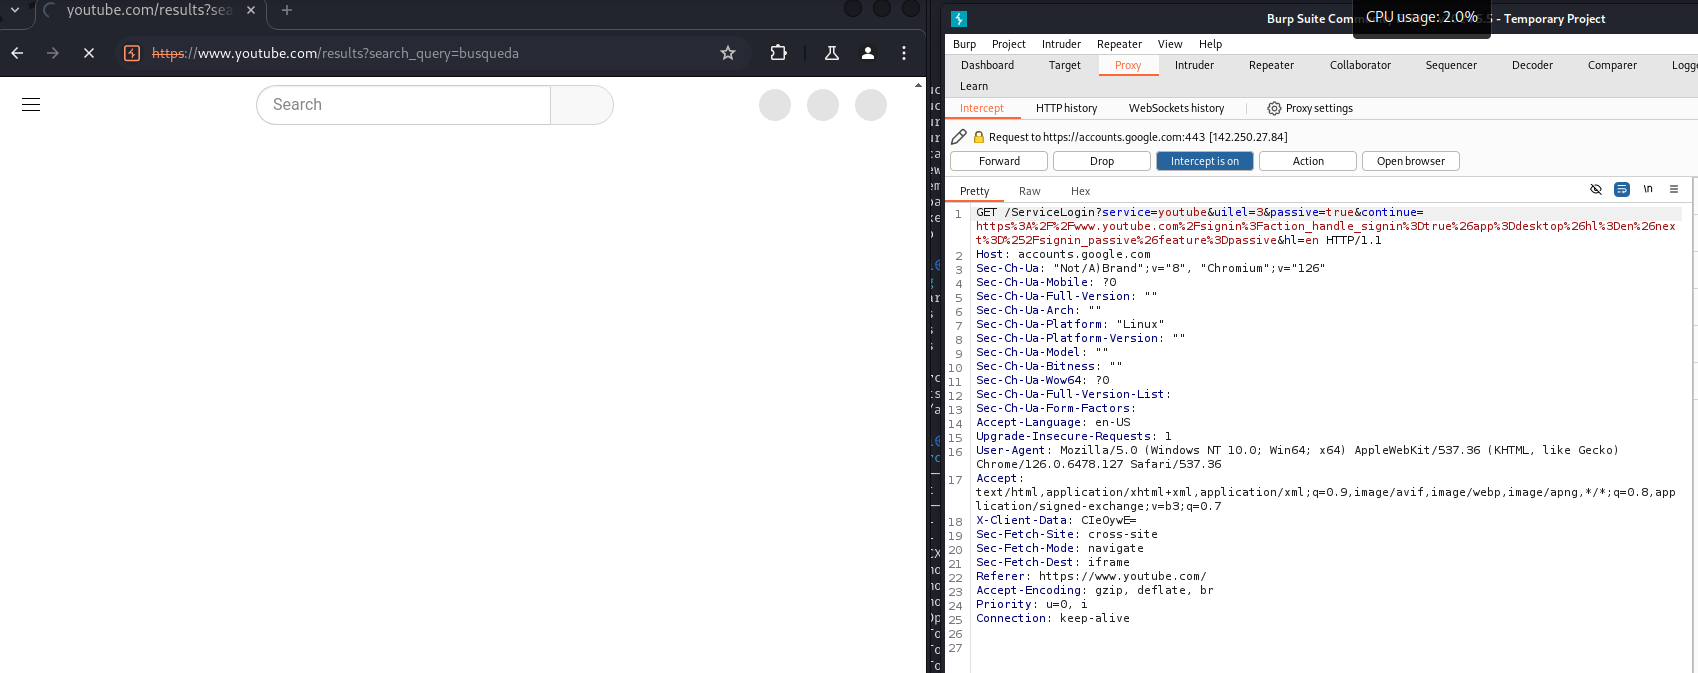 youtube.com/results?sea
https://www.youtube.com/results?search_query=busqueda
Search
Burp Suite Comm
CPU usage: 2.0%
.5 - Temporary Project
Burp Project Intruder Repeater View Help
Dashboard Target Proxy Intruder Repeater Collaborator Sequencer Decoder Comparer Logge
Learn
Intercept HTTP history WebSockets history Proxy settings
Request to https://accounts.google.com:443 [142.250.27.84]
Forward Drop Intercept is on Action Open browser
Pretty Raw Hex
\n
1 GET /ServiceLogin?service=youtube&uilel=3&passive=true&continue=
https%3A%2F%2Fwww.youtube.com%2Fsignin%3Faction_handle_signin%3Dtrue%26app%3Ddesktop%26hl%3Den%26nex
t%3D%252Fsignin_passive%26feature%3Dpassive&hl=en HTTP/1.1
2 Host: accounts.google.com
3 Sec-Ch-Ua: "Not/A)Brand";v="8", "Chromium";v="126"
4 Sec-Ch-Ua-Mobile: ?0
5 Sec-Ch-Ua-Full-Version: ""
6 Sec-Ch-Ua-Arch: ""
7 Sec-Ch-Ua-Platform: "Linux"
8 Sec-Ch-Ua-Platform-Version: ""
9 Sec-Ch-Ua-Model: ""
10 Sec-Ch-Ua-Bitness: ""
11 Sec-Ch-Ua-Wow64: ?0
12 Sec-Ch-Ua-Full-Version-List:
13 Sec-Ch-Ua-Form-Factors:
14 Accept-Language: en-US
15 Upgrade-Insecure-Requests: 1
16 User-Agent: Mozilla/5.0 (Windows NT 10.0; Win64; x64) AppleWebKit/537.36 (KHTML, like Gecko)
Chrome/126.0.6478.127 Safari/537.36
17 Accept:
text/html,application/xhtml+xml,application/xml;q=0.9,image/avif,image/webp,image/apng,*/*;q=0.8,app
lication/signed-exchange;v=b3;q=0.7
18 X-Client-Data: CIeOywE=
19 Sec-Fetch-Site: cross-site
20 Sec-Fetch-Mode: navigate
21 Sec-Fetch-Dest: iframe
22 Referer: https://www.youtube.com/
23 Accept-Encoding: gzip, deflate, br
24 Priority: u=0, i
25 Connection: keep-alive
26
27